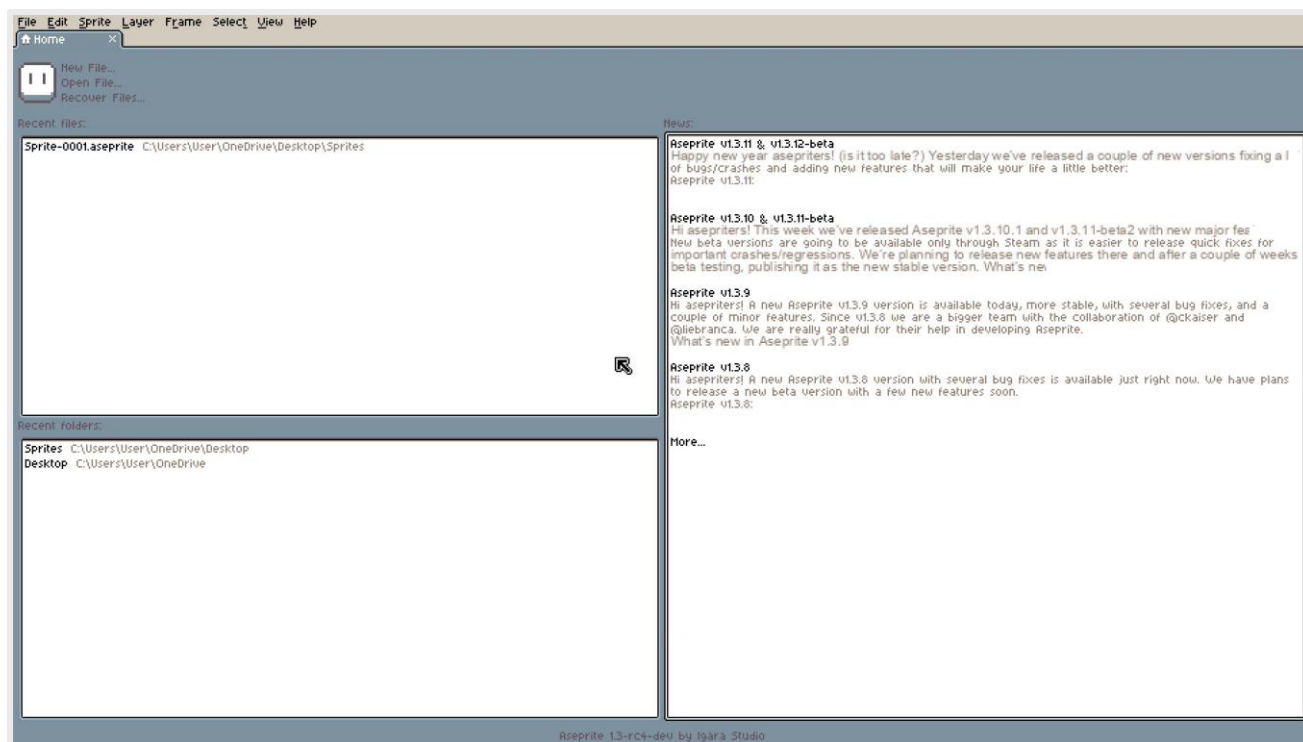 File Edit Sprite Layer Frame Select View Help
Home
New File...
Open File...
Recover Files...
Recent files:
Sprite-0001.aseprite C:\Users\User\OneDrive\Desktop\Sprites
Recent folders:
Sprites C:\Users\User\OneDrive\Desktop
Desktop C:\Users\User\OneDrive
News:
Aseprite v1.3.11 & v1.3.12-beta
Happy new year asepriters! (is it too late?) Yesterday we've released a couple of new versions fixing a l
of bugs/crashes and adding new features that will make your life a little better:
Aseprite v1.3.11:
Aseprite v1.3.10 & v1.3.11-beta
Hi asepriters! This week we've released Aseprite v1.3.10.1 and v1.3.11-beta2 with new major fea
New beta versions are going to be available only through Steam as it is easier to release quick fixes for
important crashes/regressions. We're planning to release new features there and after a couple of weeks
beta testing, publishing it as the new stable version. What's new
Aseprite v1.3.9
Hi asepriters! A new Aseprite v1.3.9 version is available today, more stable, with several bug fixes, and a
couple of minor features. Since v1.3.8 we are a bigger team with the collaboration of @ckaiser and
@liebranca. We are really grateful for their help in developing Aseprite.
What's new in Aseprite v1.3.9
Aseprite v1.3.8
Hi asepriters! A new Aseprite v1.3.8 version with several bug fixes is available just right now. We have plans
to release a new beta version with a few new features soon.
Aseprite v1.3.8:
More...
Aseprite 1.3-rc4-dev by Igara Studio